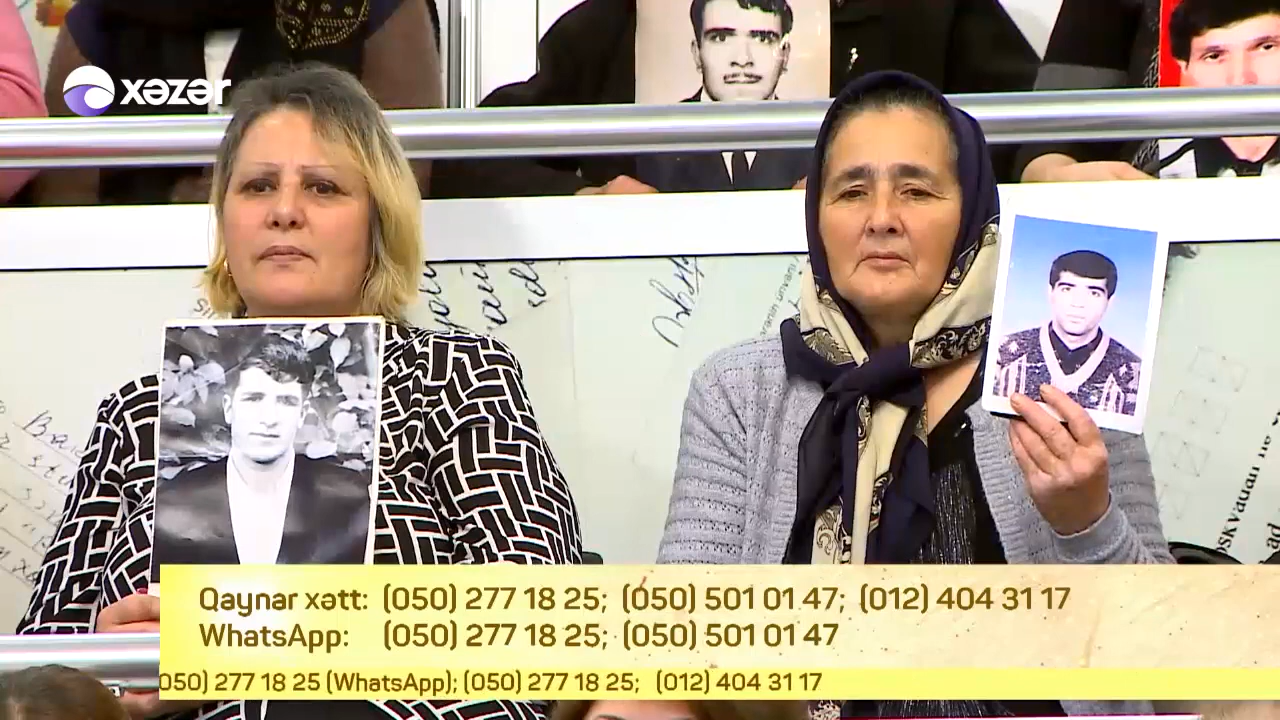 xəzər
Qaynar xətt: (050) 277 18 25; (050) 501 01 47; (012) 404 31 17
WhatsApp: (050) 277 18 25; (050) 501 01 47
050) 277 18 25 (WhatsApp); (050) 277 18 25; (012) 404 31 17